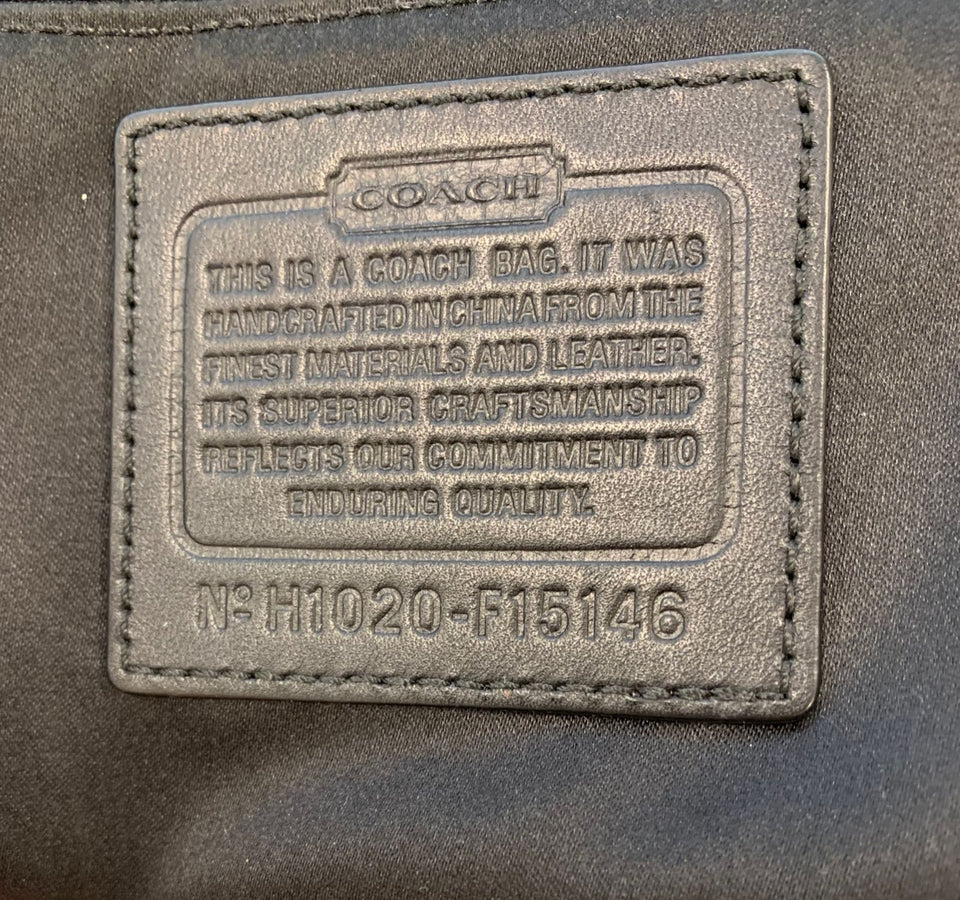 COACH
THIS IS A COACH BAG. IT WAS
HANDCRAFTED IN CHINA FROM THE
FINEST MATERIALS AND LEATHER.
ITS SUPERIOR CRAFTSMANSHIP
REFLECTS OUR COMMITMENT TO
ENDURING QUALITY.
Nº H1020-F15146